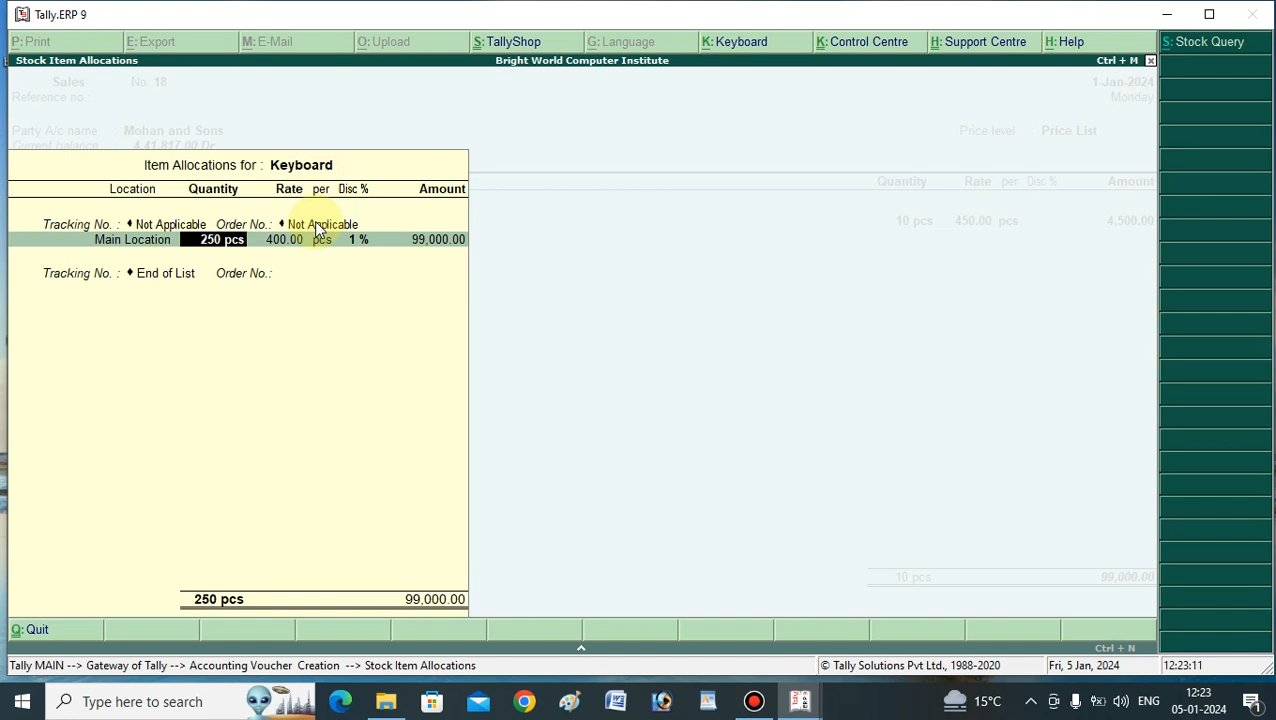 Tally.ERP 9
P: Print E: Export M: E-Mail O: Upload S: TallyShop G: Language K: Keyboard K: Control Centre H: Support Centre H: Help S: Stock Query
Stock Item Allocations Bright World Computer Institute Ctrl + M
Sales No. 18 1-Jan-2024
Reference no.: Monday
Party A/c name : Mohan and Sons Price level : Price List
Current balance 4,41,817.00 Dr
Item Allocations for : Keyboard
Location Quantity Rate per Disc % Amount
Quantity Rate per Disc % Amount
Tracking No. : ♦ Not Applicable Order No.: ♦ Not Applicable
10 pcs 450.00 pcs 4,500.00
Main Location 250 pcs 400.00 pcs 1 % 99,000.00
Tracking No. : ♦ End of List Order No.:
10 pcs 99,000.00
250 pcs 99,000.00
Q: Quit
Ctrl + N
Tally MAIN --> Gateway of Tally --> Accounting Voucher Creation --> Stock Item Allocations © Tally Solutions Pvt Ltd., 1988-2020 Fri, 5 Jan, 2024 12:23:11
Type here to search 15°C ENG 12:23
05-01-2024 1